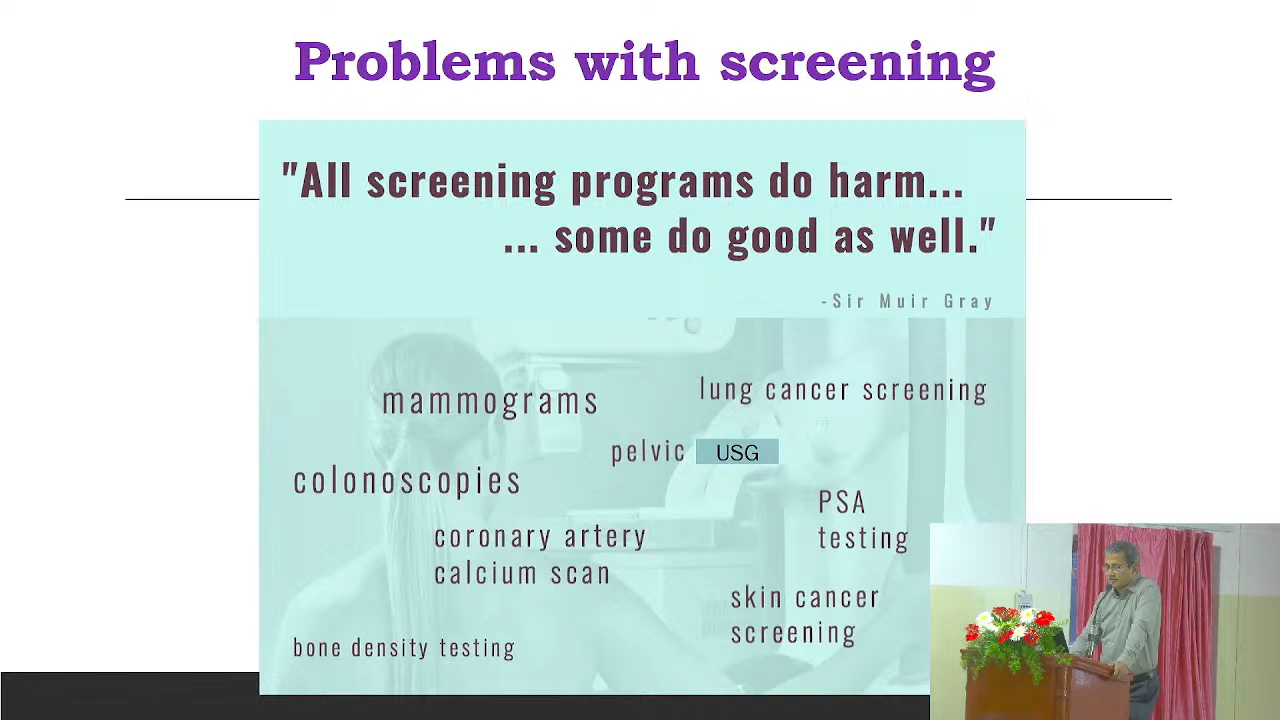 Problems with screening
"All screening programs do harm...
... some do good as well."
-Sir Muir Gray
mammograms
lung cancer screening
pelvic USG
colonoscopies
PSA
testing
coronary artery
calcium scan
skin cancer
screening
bone density testing